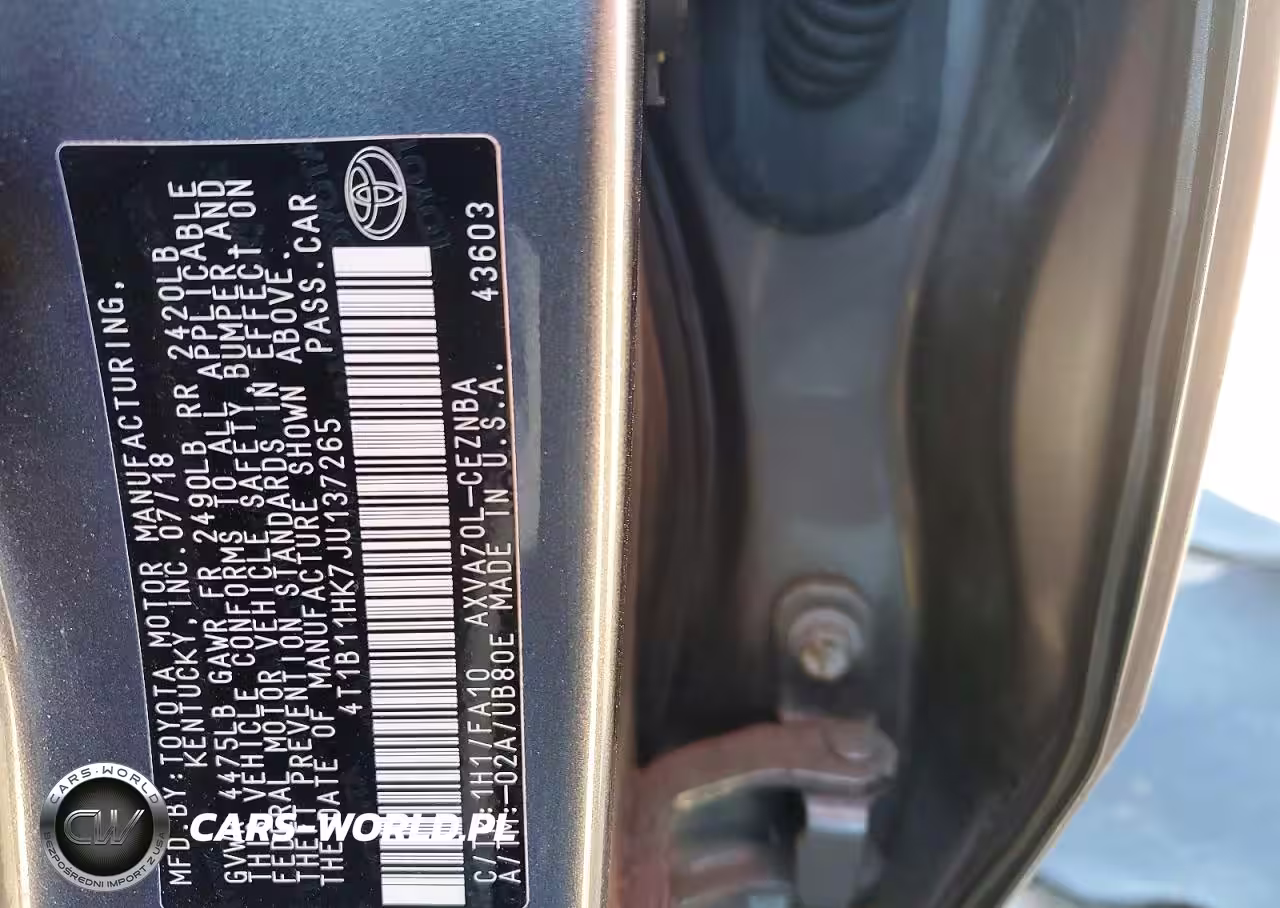 MFD.BY:TOYOTA MOTOR MANUFACTURING,
KENTUCKY,INC.07/18
GVWR 4475LB GAWR FR 2490LB RR 2420LB
THIS VEHICLE CONFORMS TO ALL APPLICABLE
FEDERAL MOTOR VEHICLE SAFETY,BUMPER,AND
THEFT PREVENTION STANDARDS IN EFFECT ON
THE DATE OF MANUFACTURE SHOWN ABOVE.
4T1B11HK7JU137265 PASS.CAR
C/TR:1H1/FA10 AXVA70L-CEZNBA 43603
A/TM:-02A/UB80E MADE IN U.S.A.
CARS-WORLD.PL
CARS-WORLD
CW
BEZPOŚREDNI IMPORT Z USA